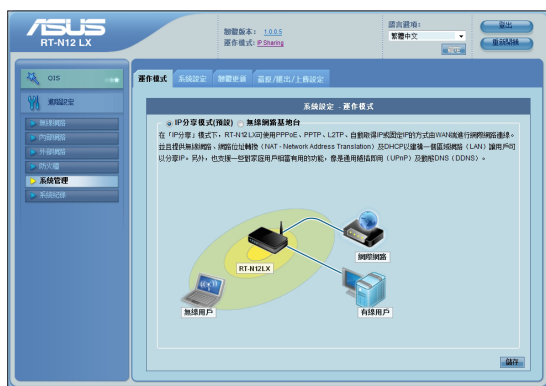 ASUS
RT-N12 LX
韌體版本： 1.0.0.5
運作模式: IP Sharing
語言選項:
繁體中文
登出
重新開機
QIS
進階設定
無線網路
內部網路
外部網路
防火牆
系統管理
系統紀錄
運作模式 系統設定 韌體更新 還原/匯出/上傳設定
系統設定 - 運作模式
IP分享模式(預設) 無線網路基地台
在「IP分享」模式下，RT-N12LX可使用PPPoE、PPTP、L2TP、自動取得IP或固定IP的方式由WAN端進行網際網路連線。
並且提供無線網路、網路位址轉換（NAT - Network Address Translation）及DHCP以建構一個區域網路（LAN）讓用戶可
以分享IP。另外，也支援一些對家庭用戶相當有用的功能，像是通用隨插即用（UPnP）及動態DNS（DDNS）。
RT-N12LX
網際網路
無線用戶
有線用戶
儲存